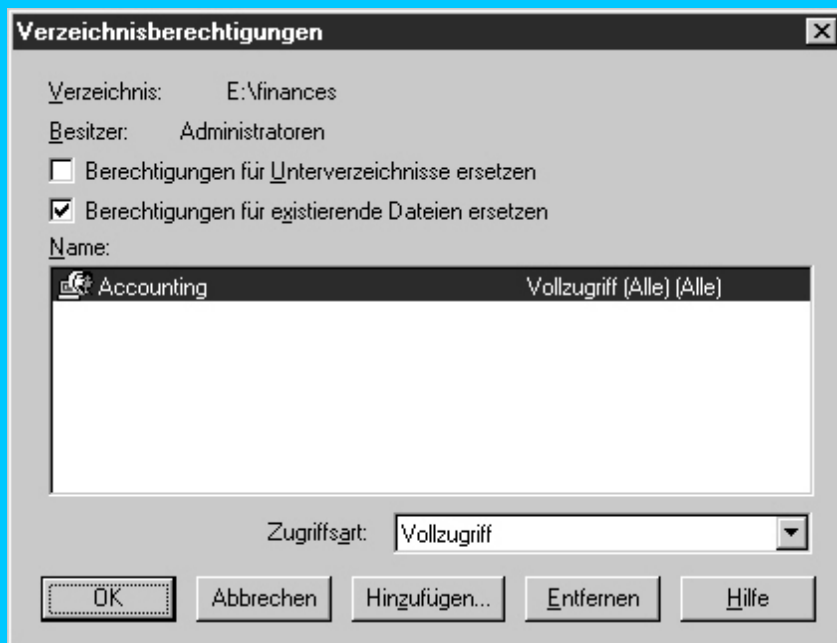 Verzeichnisberechtigungen
Verzeichnis: E:\finances
Besitzer: Administratoren
Berechtigungen für Unterverzeichnisse ersetzen
Berechtigungen für existierende Dateien ersetzen
Name:
Accounting Vollzugriff (Alle) (Alle)
Zugriffsart: Vollzugriff
OK Abbrechen Hinzufügen... Entfernen Hilfe